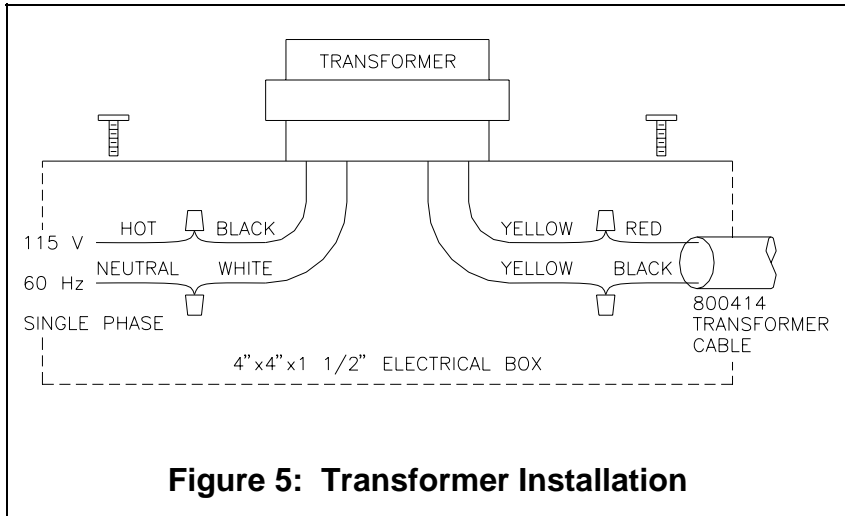 TRANSFORMER
HOT BLACK
115 V
NEUTRAL WHITE
60 Hz
SINGLE PHASE
YELLOW RED
YELLOW BLACK
800414
TRANSFORMER
CABLE
4"x4"x1 1/2" ELECTRICAL BOX
Figure 5: Transformer Installation